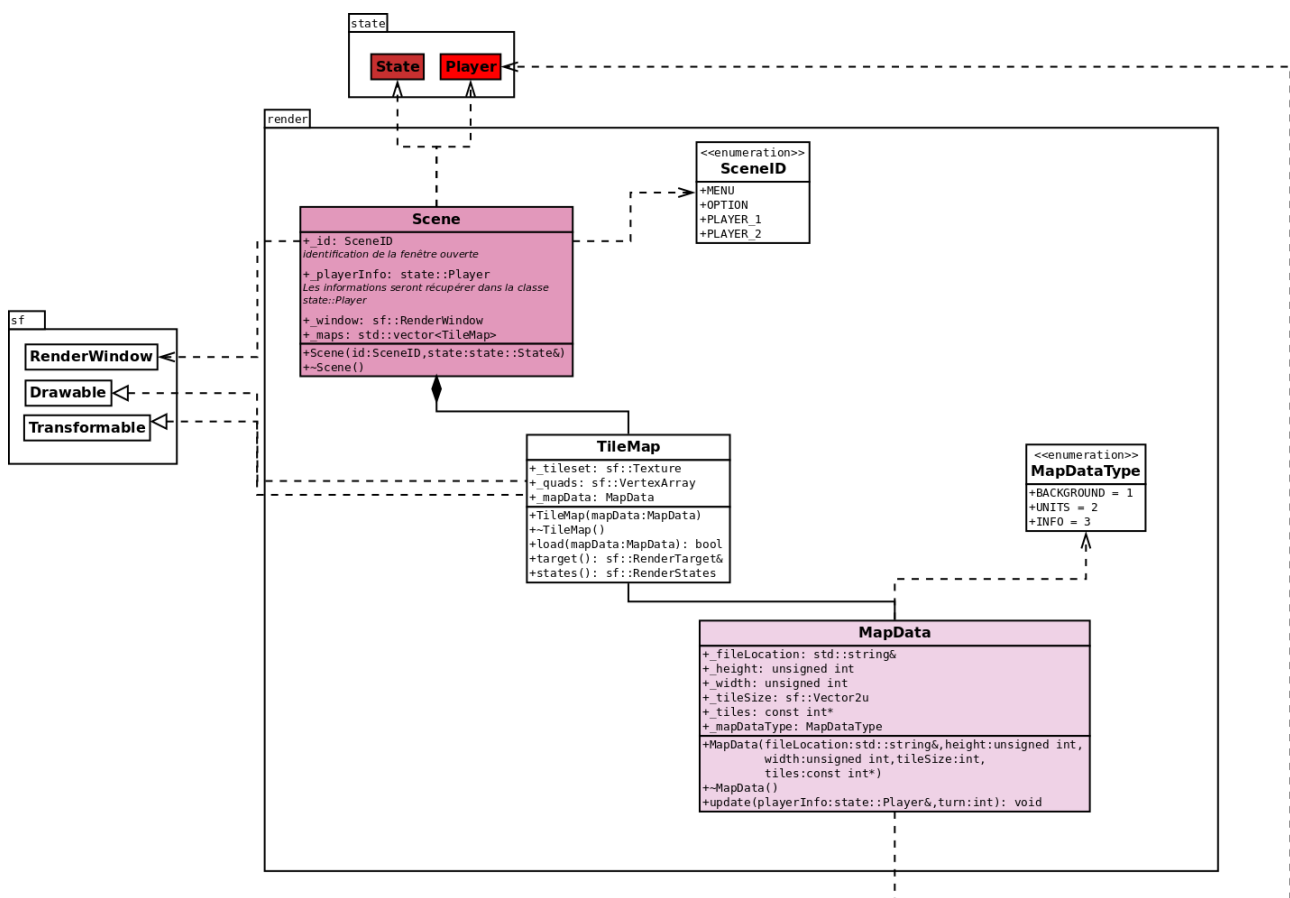 state
State
Player
render
<<enumeration>>
SceneID
+MENU
+OPTION
+PLAYER_1
+PLAYER_2
Scene
+_id: SceneID
identification de la fenêtre ouverte
+_playerInfo: state::Player
Les informations seront récupérer dans la classe
state::Player
+_window: sf::RenderWindow
+_maps: std::vector<TileMap>
+Scene(id:SceneID,state:state::State&)
+~Scene()
sf
RenderWindow
Drawable
Transformable
TileMap
+_tileset: sf::Texture
+_quads: sf::VertexArray
+_mapData: MapData
+TileMap(mapData:MapData)
+~TileMap()
+load(mapData:MapData): bool
+target(): sf::RenderTarget&
+states(): sf::RenderStates
<<enumeration>>
MapDataType
+BACKGROUND = 1
+UNITS = 2
+INFO = 3
MapData
+_fileLocation: std::string&
+_height: unsigned int
+_width: unsigned int
+_tileSize: sf::Vector2u
+_tiles: const int*
+_mapDataType: MapDataType
+MapData(fileLocation:std::string&,height:unsigned int,
width:unsigned int,tileSize:int,
tiles:const int*)
+~MapData()
+update(playerInfo:state::Player&,turn:int): void